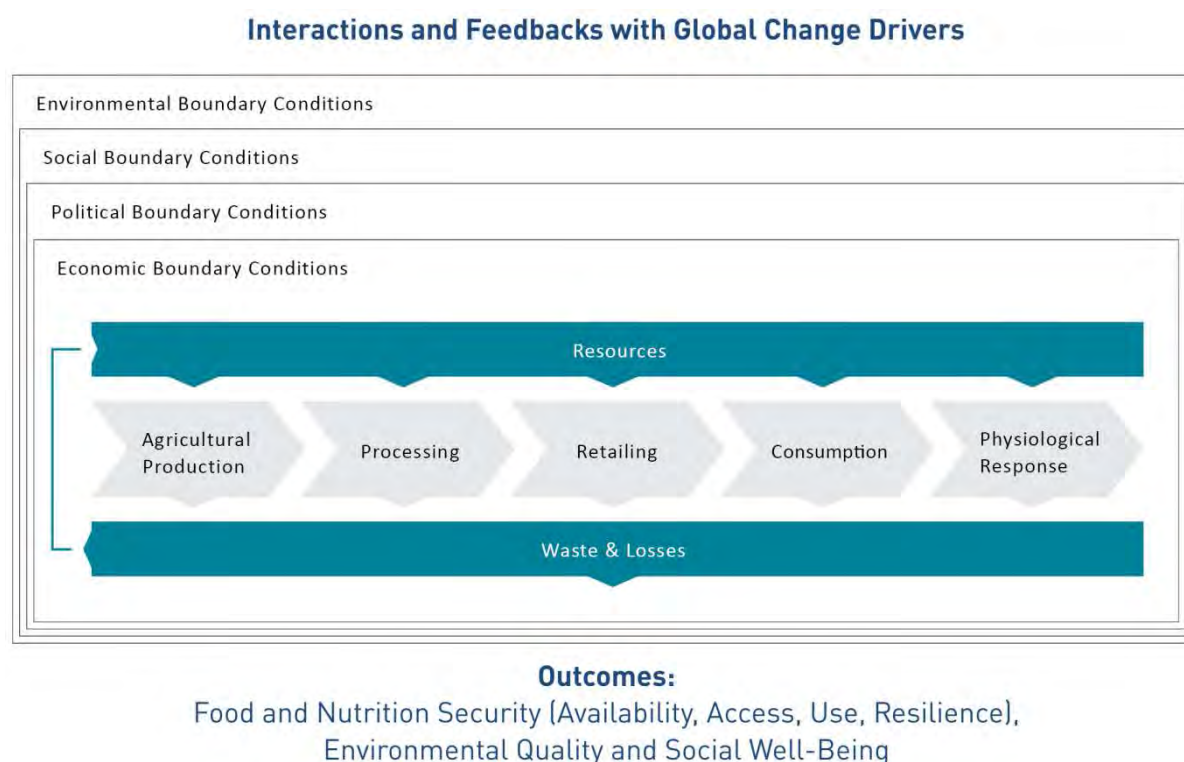 Interactions and Feedbacks with Global Change Drivers
Environmental Boundary Conditions
Social Boundary Conditions
Political Boundary Conditions
Economic Boundary Conditions
Resources
Agricultural
Production
Processing
Retailing
Consumption
Physiological
Response
Waste & Losses
Outcomes:
Food and Nutrition Security (Availability, Access, Use, Resilience),
Environmental Quality and Social Well-Being